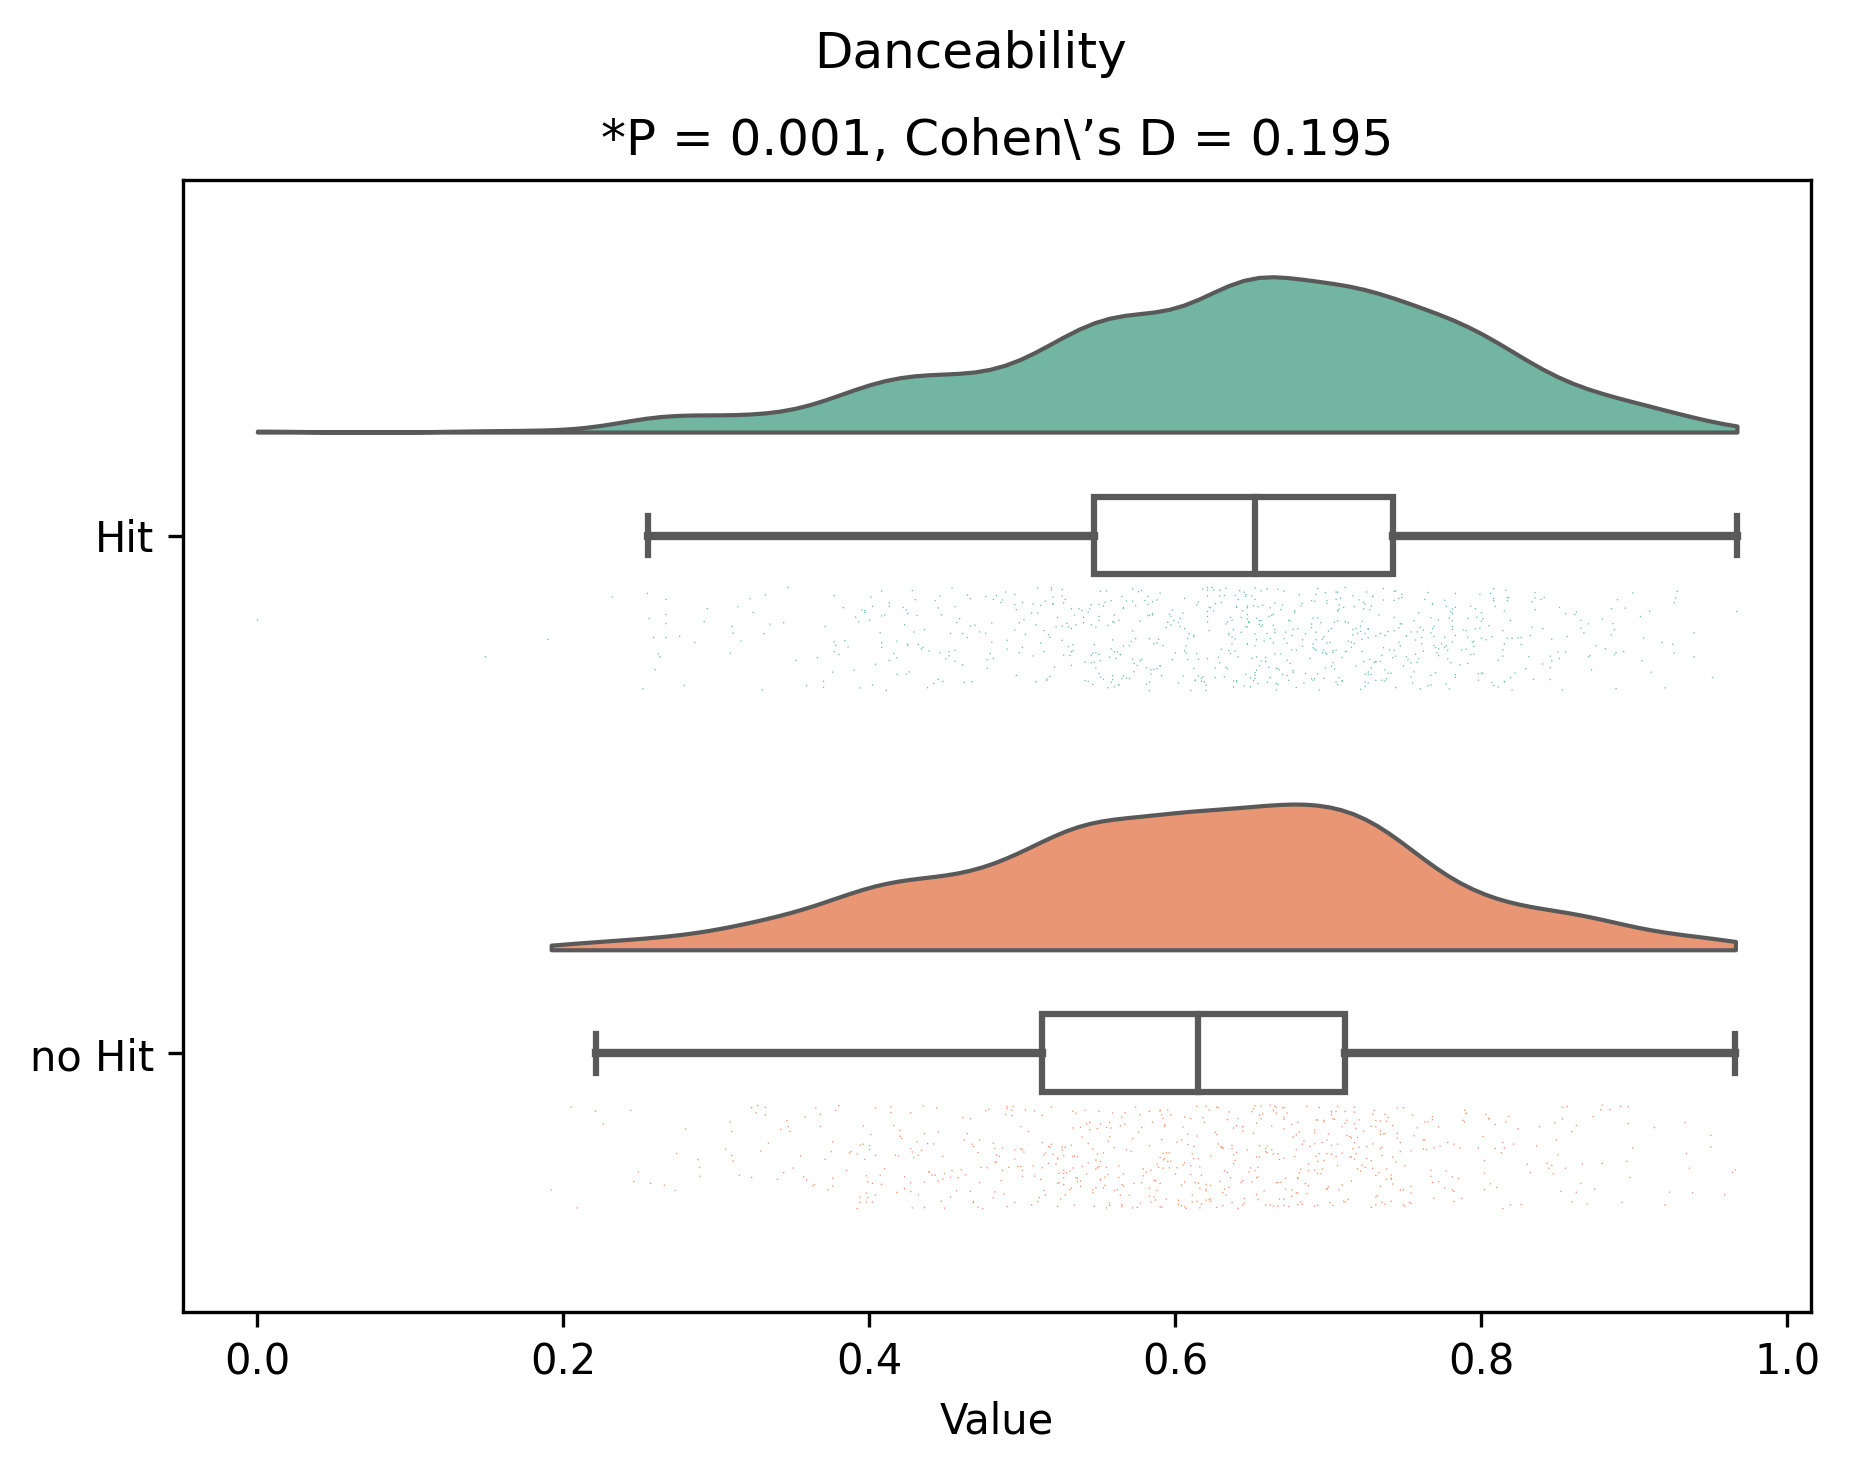 Danceability
*P = 0.001, Cohen\’s D = 0.195
Hit
no Hit
0.0 0.2 0.4 0.6 0.8 1.0
Value